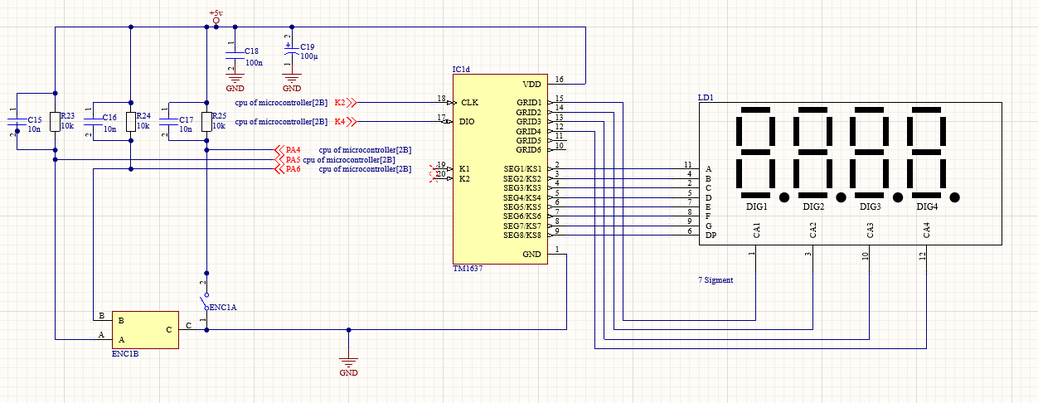 +5v
C18
100n
GND
C19
100µ
GND
C15
10n
R23
10k
C16
10n
R24
10k
C17
10n
R25
10k
cpu of microcontroller[2B] K2
cpu of microcontroller[2B] K4
PA4 cpu of microcontroller[2B]
PA5 cpu of microcontroller[2B]
PA6 cpu of microcontroller[2B]
IC1d
VDD 16
18 CLK GRID1 15
GRID2 14
17 DIO GRID3 13
GRID4 12
GRID5 11
GRID6 10
19 K1 SEG1/KS1 2
20 K2 SEG2/KS2 3
SEG3/KS3 4
SEG4/KS4 5
SEG5/KS5 6
SEG6/KS6 7
SEG7/KS7 8
SEG8/KS8 9
GND 1
TM1637
LD1
11 A
4 B
2 C
5 D
7 E
8 F
9 G
6 DP
DIG1 DIG2 DIG3 DIG4
CA1 CA2 CA3 CA4
1 3 10 12
7 Sigment
2
ENC1A
1
B B
A A
C C
ENC1B
GND